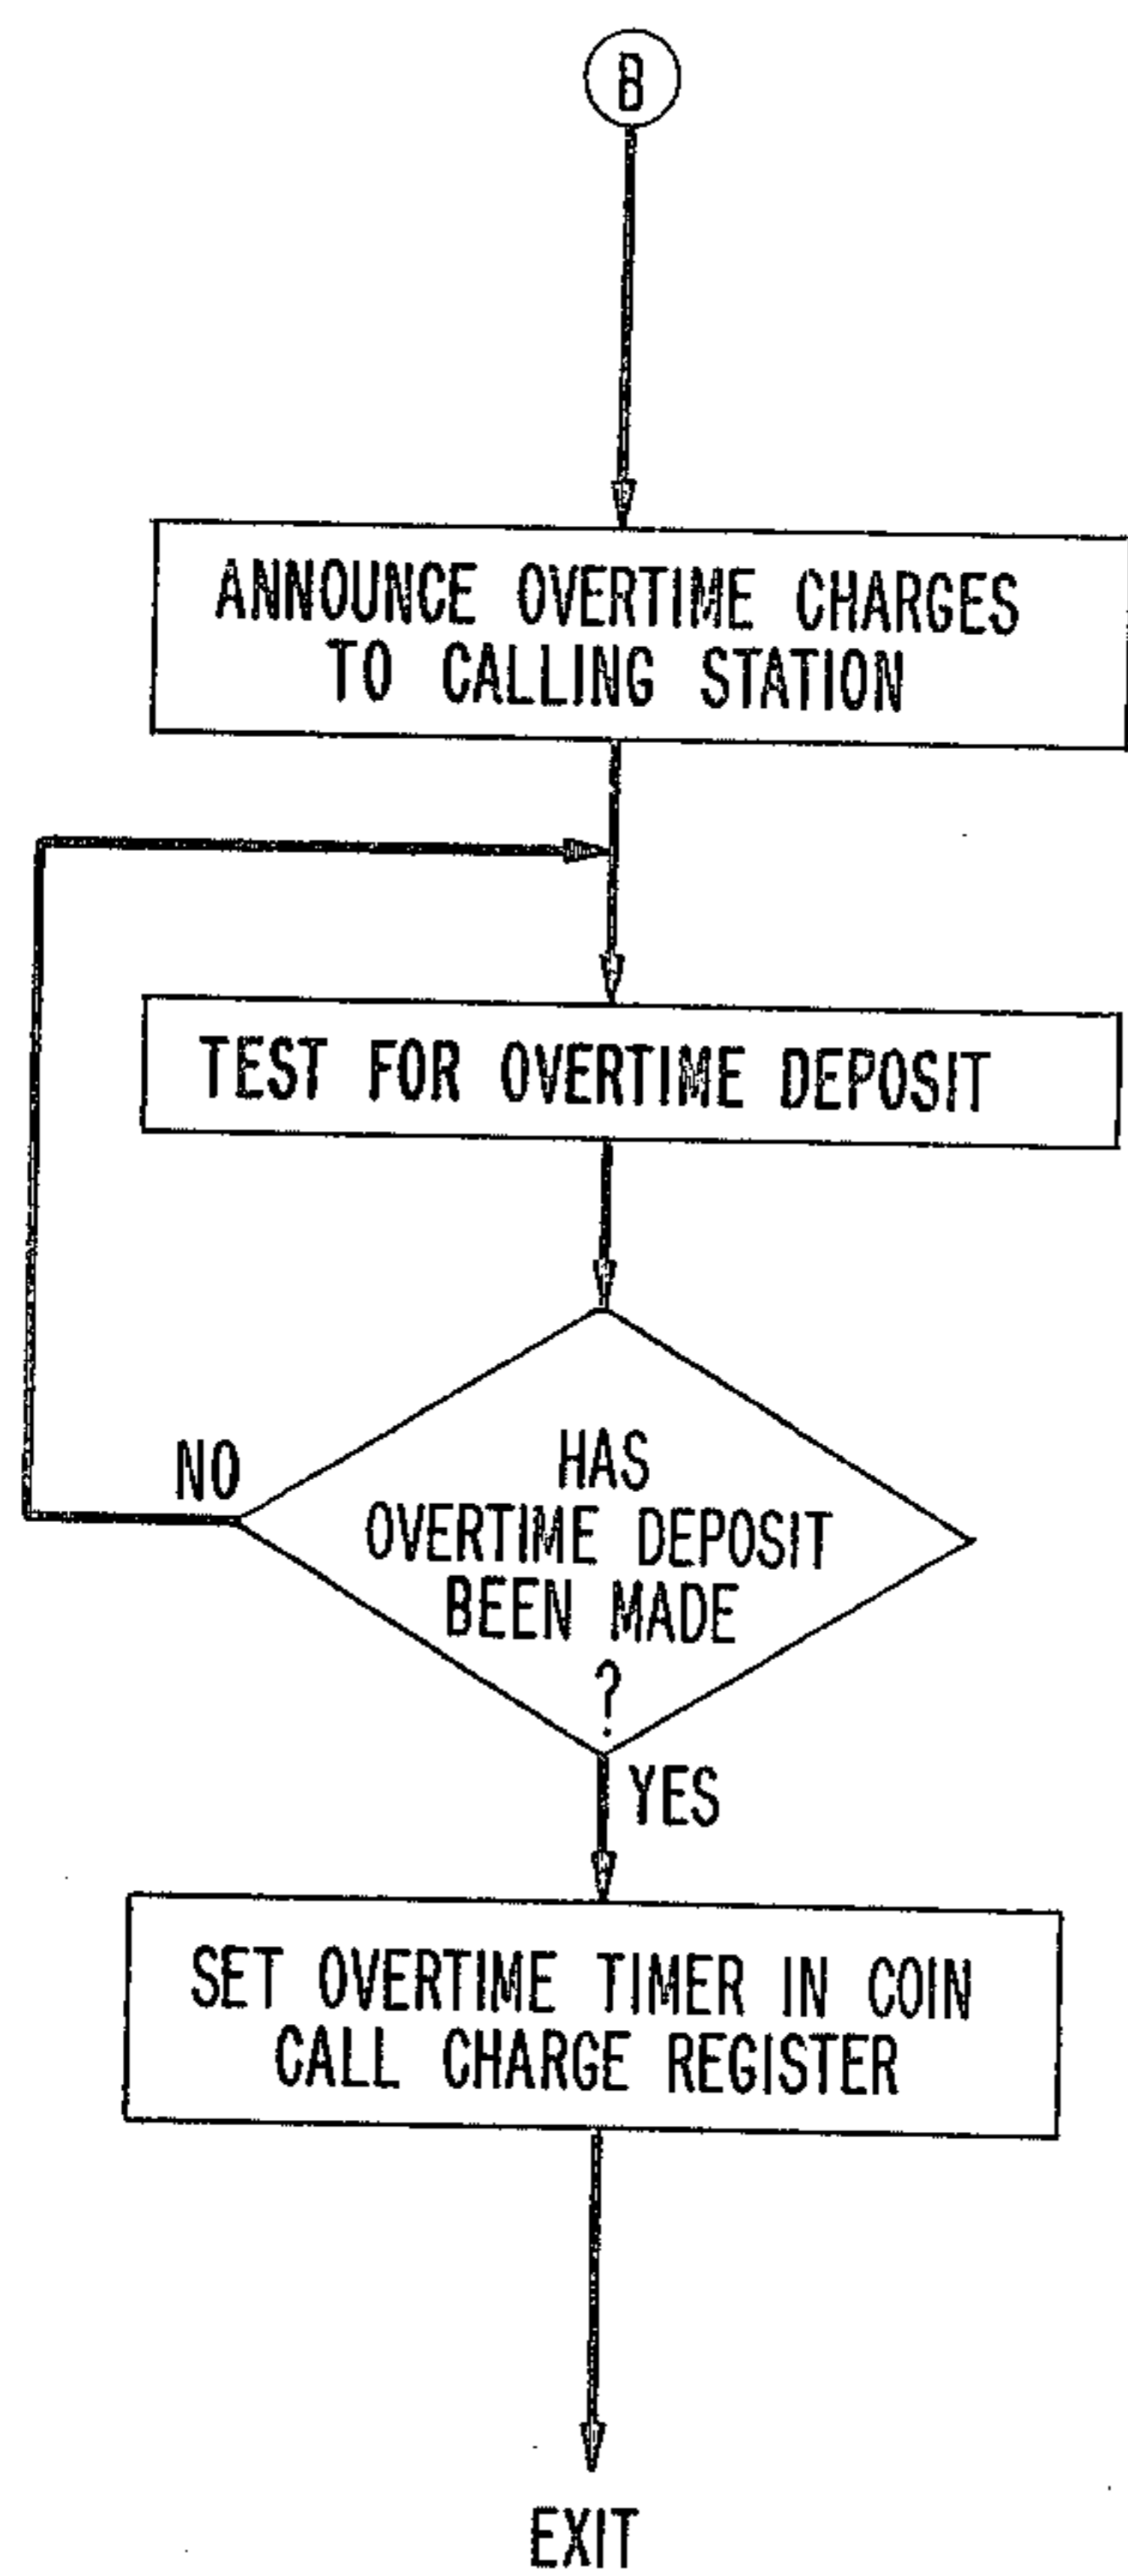 B
ANNOUNCE OVERTIME CHARGES
TO CALLING STATION
TEST FOR OVERTIME DEPOSIT
HAS
OVERTIME DEPOSIT
BEEN MADE
?
NO
YES
SET OVERTIME TIMER IN COIN
CALL CHARGE REGISTER
EXIT